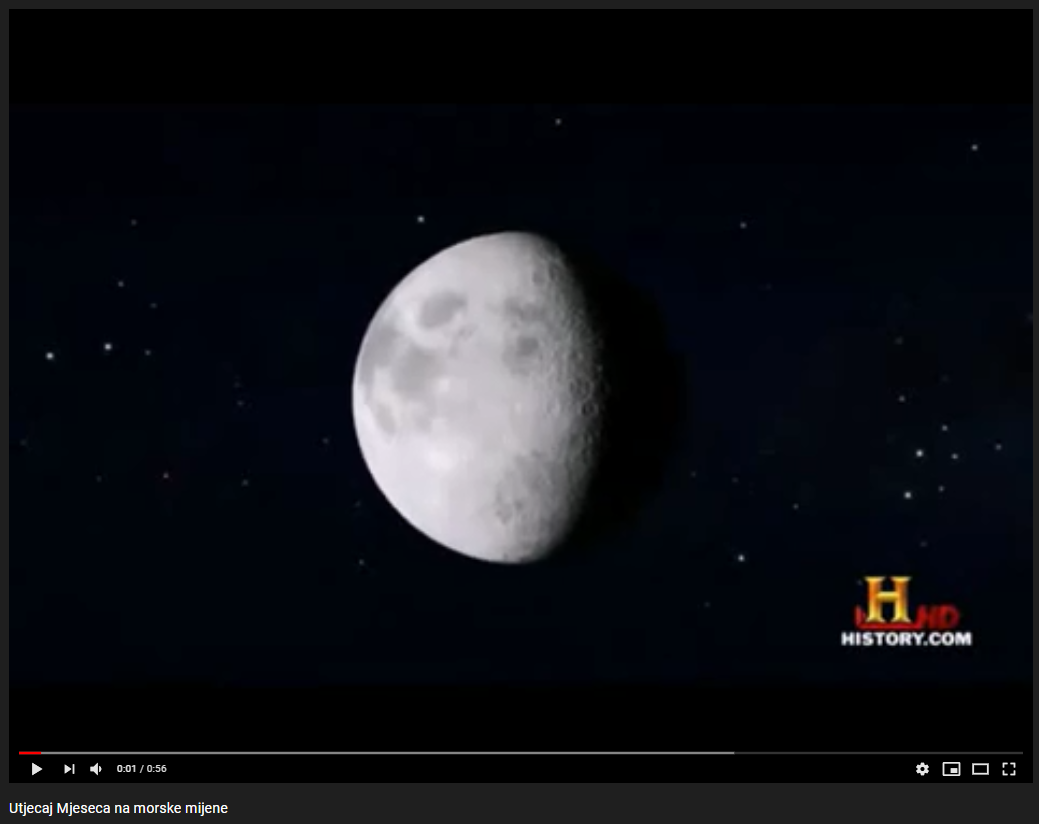 H HD
HISTORY.COM
0:01 / 0:56
Utjecaj Mjeseca na morske mijene